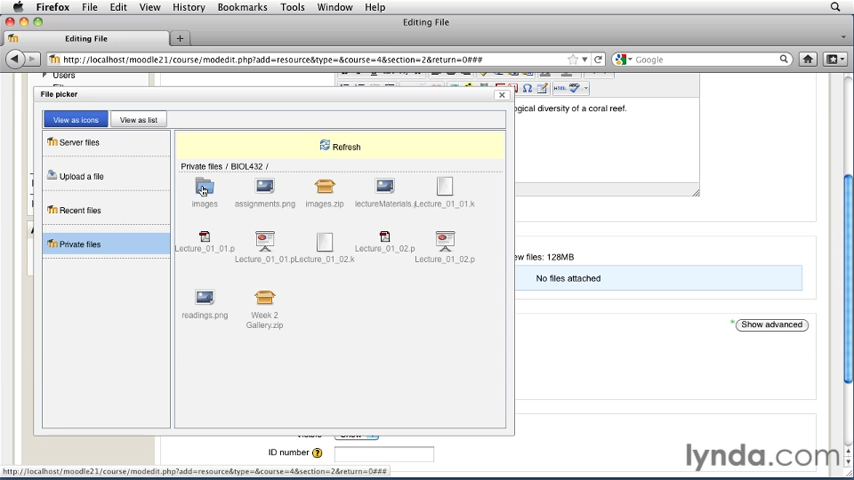 Firefox File Edit View History Bookmarks Tools Window Help
Editing File
Editing File
http://localhost/moodle21/course/modedit.php?add=resource&type=&course=4&section=2&return=0###
Google
Users
File picker
ological diversity of a coral reef.
View as icons View as list
Server files
Refresh
Private files / BIOL432 /
Upload a file
images assignments.png images.zip lectureMaterials. Lecture_01_01.k
Recent files
Private files
Lecture_01_01.p Lecture_01_01.p Lecture_01_02.k Lecture_01_02.p Lecture_01_02.p
ew files: 128MB
No files attached
readings.png Week 2 Gallery.zip
* Show advanced
Show
ID number
http://localhost/moodle21/course/modedit.php?add=resource&type=&course=4&section=2&return=0###
lynda.com